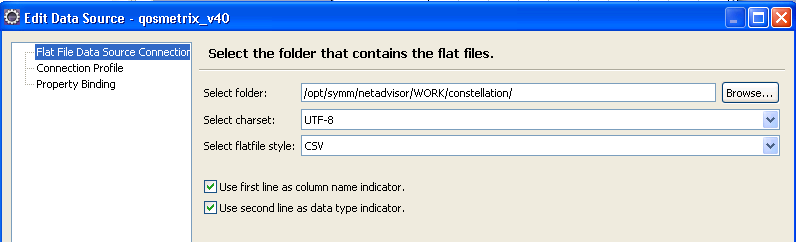 Edit Data Source - qosmetrix_v40
Flat File Data Source Connection
Connection Profile
Property Binding
Select the folder that contains the flat files.
Select folder: /opt/symm/netadvisor/WORK/constellation/ Browse...
Select charset: UTF-8
Select flatfile style: CSV
Use first line as column name indicator.
Use second line as data type indicator.